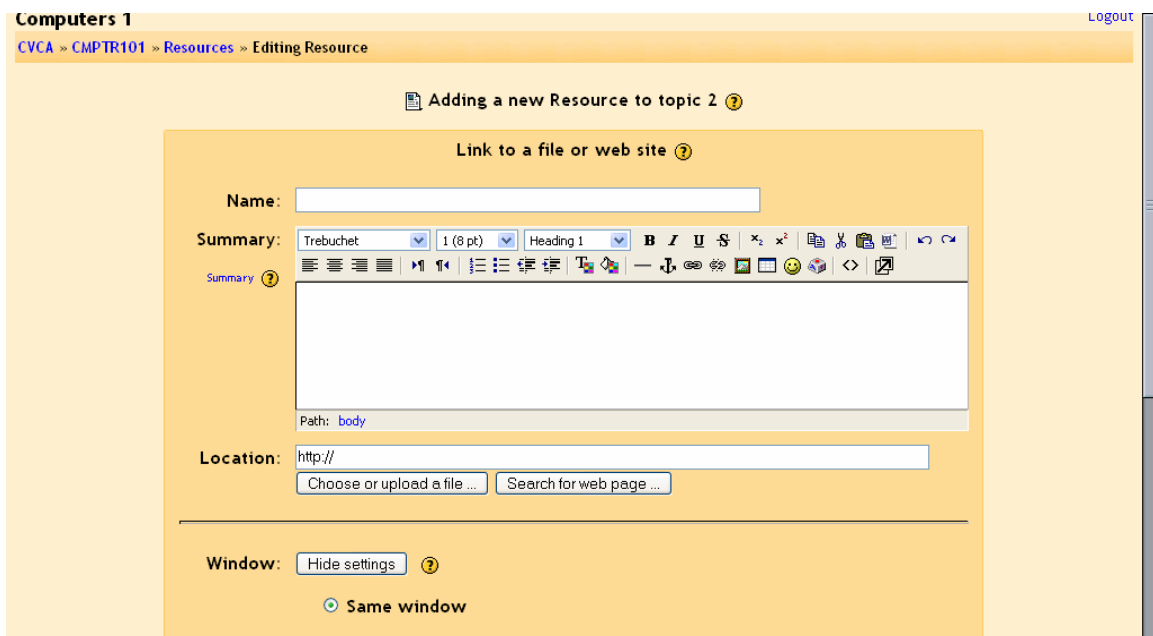 Computers 1
Logout
CVCA » CMPTR101 » Resources » Editing Resource
Adding a new Resource to topic 2 ?
Link to a file or web site ?
Name:
Summary:
Trebuchet 1 (8 pt) Heading 1 B I U S x₂ x²
Summary ?
Path: body
Location: http://
Choose or upload a file ... Search for web page ...
Window: Hide settings ?
Same window